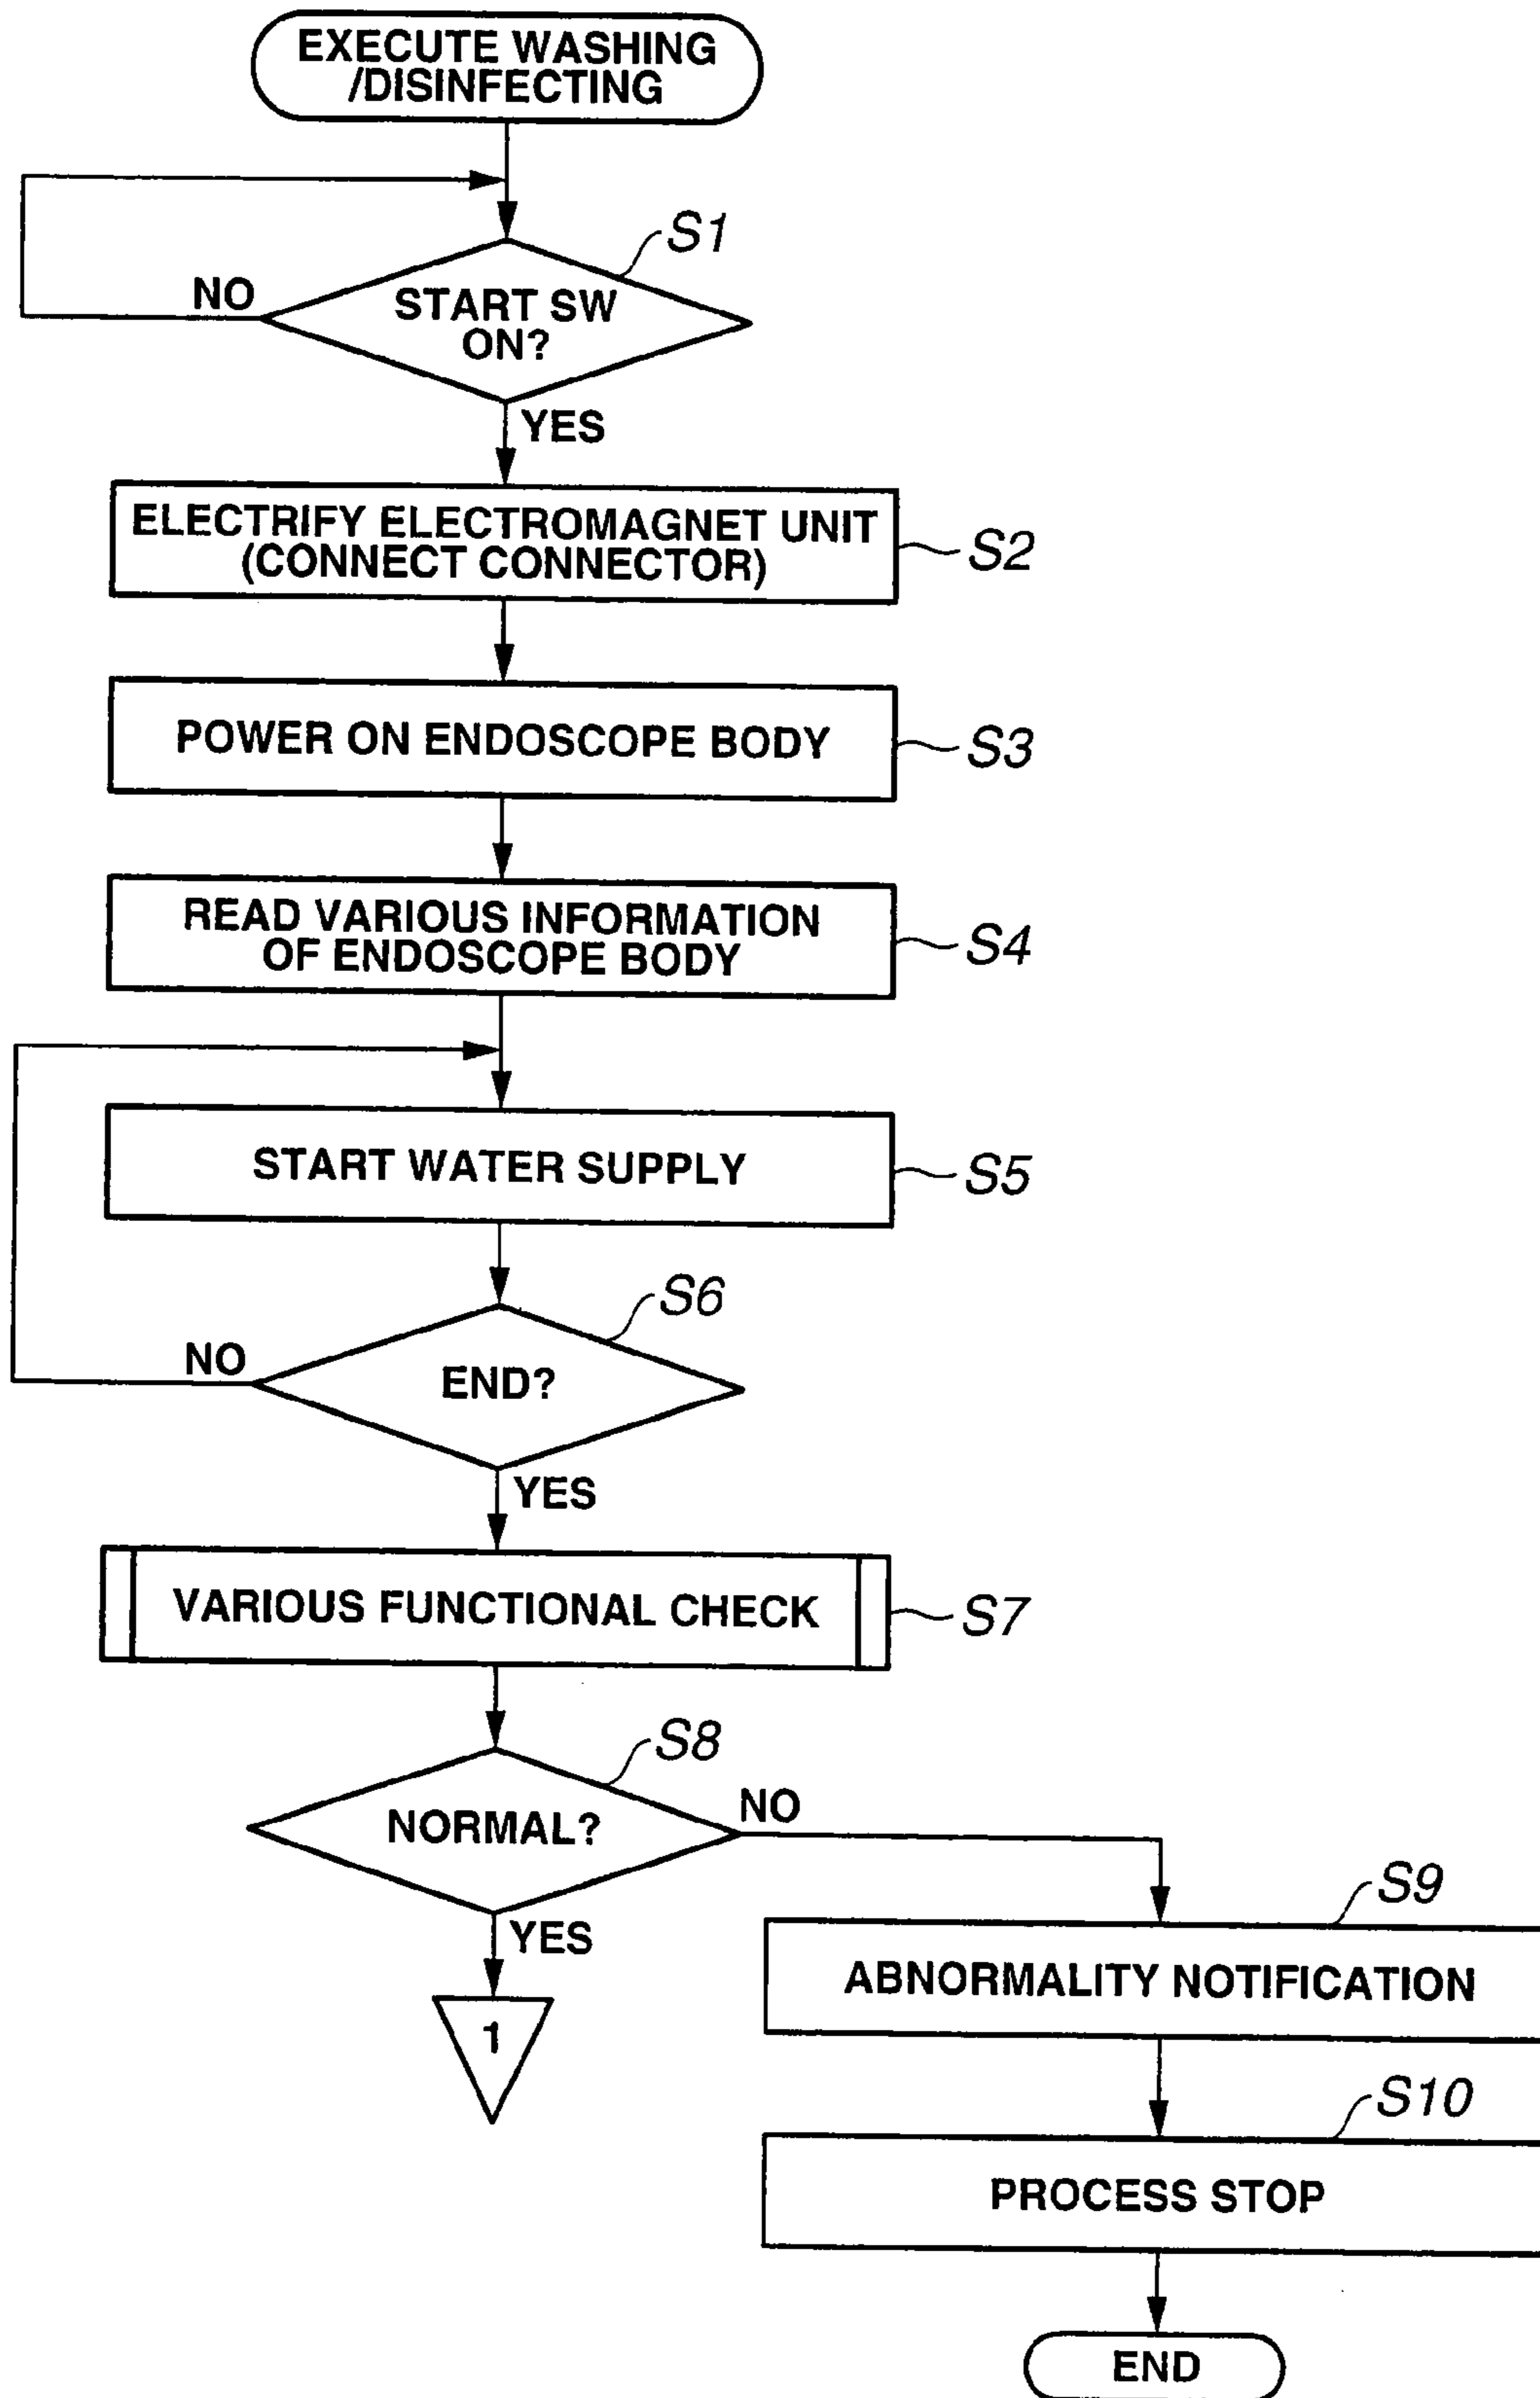 EXECUTE WASHING
/DISINFECTING
S1
NO
START SW
ON?
YES
ELECTRIFY ELECTROMAGNET UNIT
(CONNECT CONNECTOR)
S2
POWER ON ENDOSCOPE BODY
S3
READ VARIOUS INFORMATION
OF ENDOSCOPE BODY
S4
START WATER SUPPLY
S5
S6
NO
END?
YES
VARIOUS FUNCTIONAL CHECK
S7
S8
NORMAL?
NO
YES
1
S9
ABNORMALITY NOTIFICATION
S10
PROCESS STOP
END